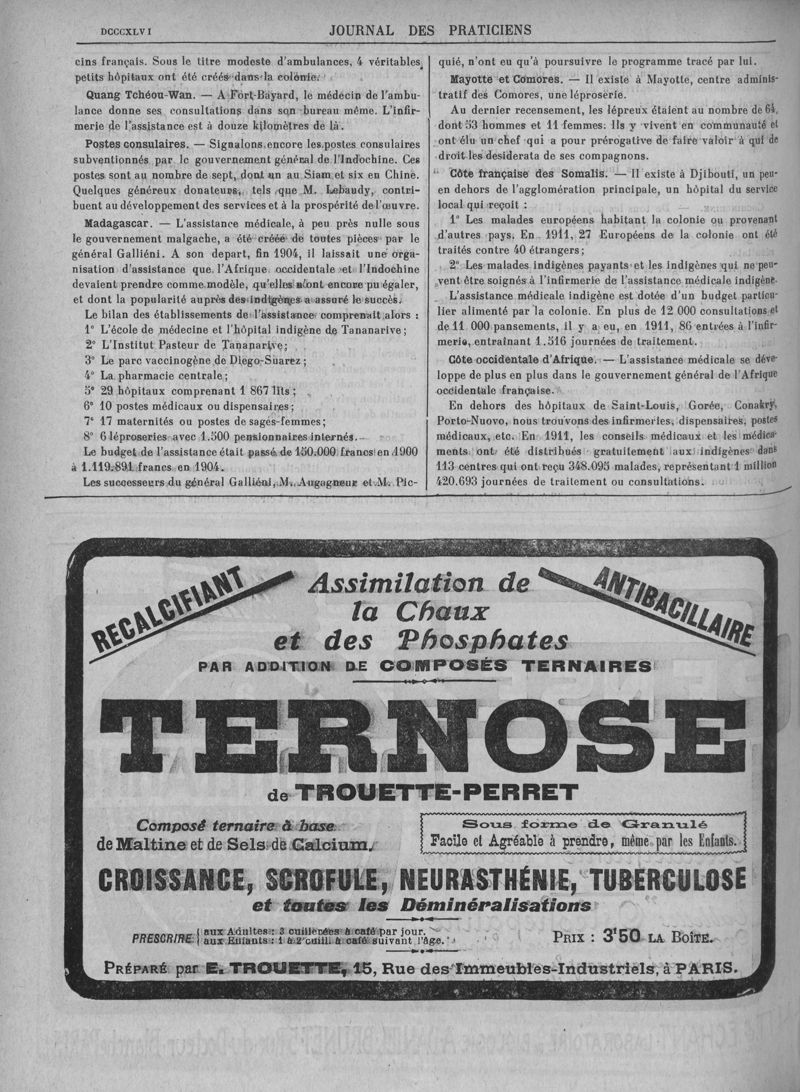 DCCCXLVI
JOURNAL DES PRATICIENS
cins français. Sous le titre modeste d'ambulances, 4 véritables
petits hôpitaux ont été créés dans la colonie.
Quang Tchéou-Wan. — A Fort-Bayard, le médecin de l'ambu-
lance donne ses consultations dans son bureau même. L'infir-
merie de l'assistance est à douze kilomètres de là.
Postes consulaires. — Signalons encore les postes consulaires
subventionnés par le gouvernement général de l'Indochine. Ces
postes sont au nombre de sept, dont un au Siam et six en Chine.
Quelques généreux donateurs, tels que M. Lebaudy, contri-
buent au développement des services et à la prospérité de l'œuvre.
Madagascar. — L'assistance médicale, à peu près nulle sous
le gouvernement malgache, a été créée de toutes pièces par le
général Galliéni. A son depart, fin 1904, il laissait une orga-
nisation d'assistance que l'Afrique occidentale et l'Indochine
devaient prendre comme modèle, qu'elles n'ont encore pu égaler,
et dont la popularité auprès des indigènes a assuré le succès.
Le bilan des établissements de l'assistance comprenait alors :
1° L'école de médecine et l'hôpital indigène de Tananarive ;
2° L'Institut Pasteur de Tananarive ;
3° Le parc vaccinogène de Diego-Suarez ;
4° La pharmacie centrale ;
5° 29 hôpitaux comprenant 1 867 lits ;
6° 10 postes médicaux ou dispensaires ;
7° 17 maternités ou postes de sages-femmes ;
8° 6 léproseries avec 1.500 pensionnaires internés.
Le budget de l'assistance était passé de 150.000 francs en 1900
à 1.119.891 francs en 1904.
Les successeurs du général Galliéni, M. Augagneur et M. Pic-
quié, n'ont eu qu'à poursuivre le programme tracé par lui.
Mayotte et Comores. — Il existe à Mayotte, centre adminis-
tratif des Comores, une léproserie.
Au dernier recensement, les lépreux étaient au nombre de 64,
dont 53 hommes et 11 femmes. Ils y vivent en communauté et
ont élu un chef qui a pour prérogative de faire valoir à qui de
droit les desiderata de ses compagnons.
Côte française des Somalis. — Il existe à Djibouti, un peu
en dehors de l'agglomération principale, un hôpital du service
local qui reçoit :
1° Les malades européens habitant la colonie ou provenant
d'autres pays. En 1911, 27 Européens de la colonie ont été
traités contre 40 étrangers ;
2° Les malades indigènes payants et les indigènes qui ne peu-
vent être soignés à l'infirmerie de l'assistance médicale indigène.
L'assistance médicale indigène est dotée d'un budget particu-
lier alimenté par la colonie. En plus de 12 000 consultations et
de 11 000 pansements, il y a eu, en 1911, 86 entrées à l'infir-
merie, entraînant 1.516 journées de traitement.
Côte occidentale d'Afrique. — L'assistance médicale se déve-
loppe de plus en plus dans le gouvernement général de l'Afrique
occidentale française.
En dehors des hôpitaux de Saint-Louis, Gorée, Conakry,
Porto-Nuovo, nous trouvons des infirmeries, dispensaires, postes
médicaux, etc. En 1911, les conseils médicaux et les médica-
ments ont été distribués gratuitement aux indigènes dans
113 centres qui ont reçu 348.095 malades, représentant 1 million
420.693 journées de traitement ou consultations.
RECALCIFIANT
Assimilation de
la Chaux
et des Phosphates
ANTIBACILLAIRE
PAR ADDITION DE COMPOSÉS TERNAIRES
TERNOSE
de TROUETTE-PERRET
Composé ternaire à base
de Maltine et de Sels de Calcium.
Sous forme de Granulé
Facile et Agréable à prendre, même par les Enfants.
CROISSANCE, SCROFULE, NEURASTHÉNIE, TUBERCULOSE
et toutes les Déminéralisations
PRESCRIRE
aux Adultes : 3 cuillerées à café par jour.
aux Enfants : 1 à 2 cuill. à café suivant l'âge.
PRIX : 3f50 LA BOÎTE.
PRÉPARÉ par E. TROUETTE, 15, Rue des Immeubles-Industriels, à PARIS.